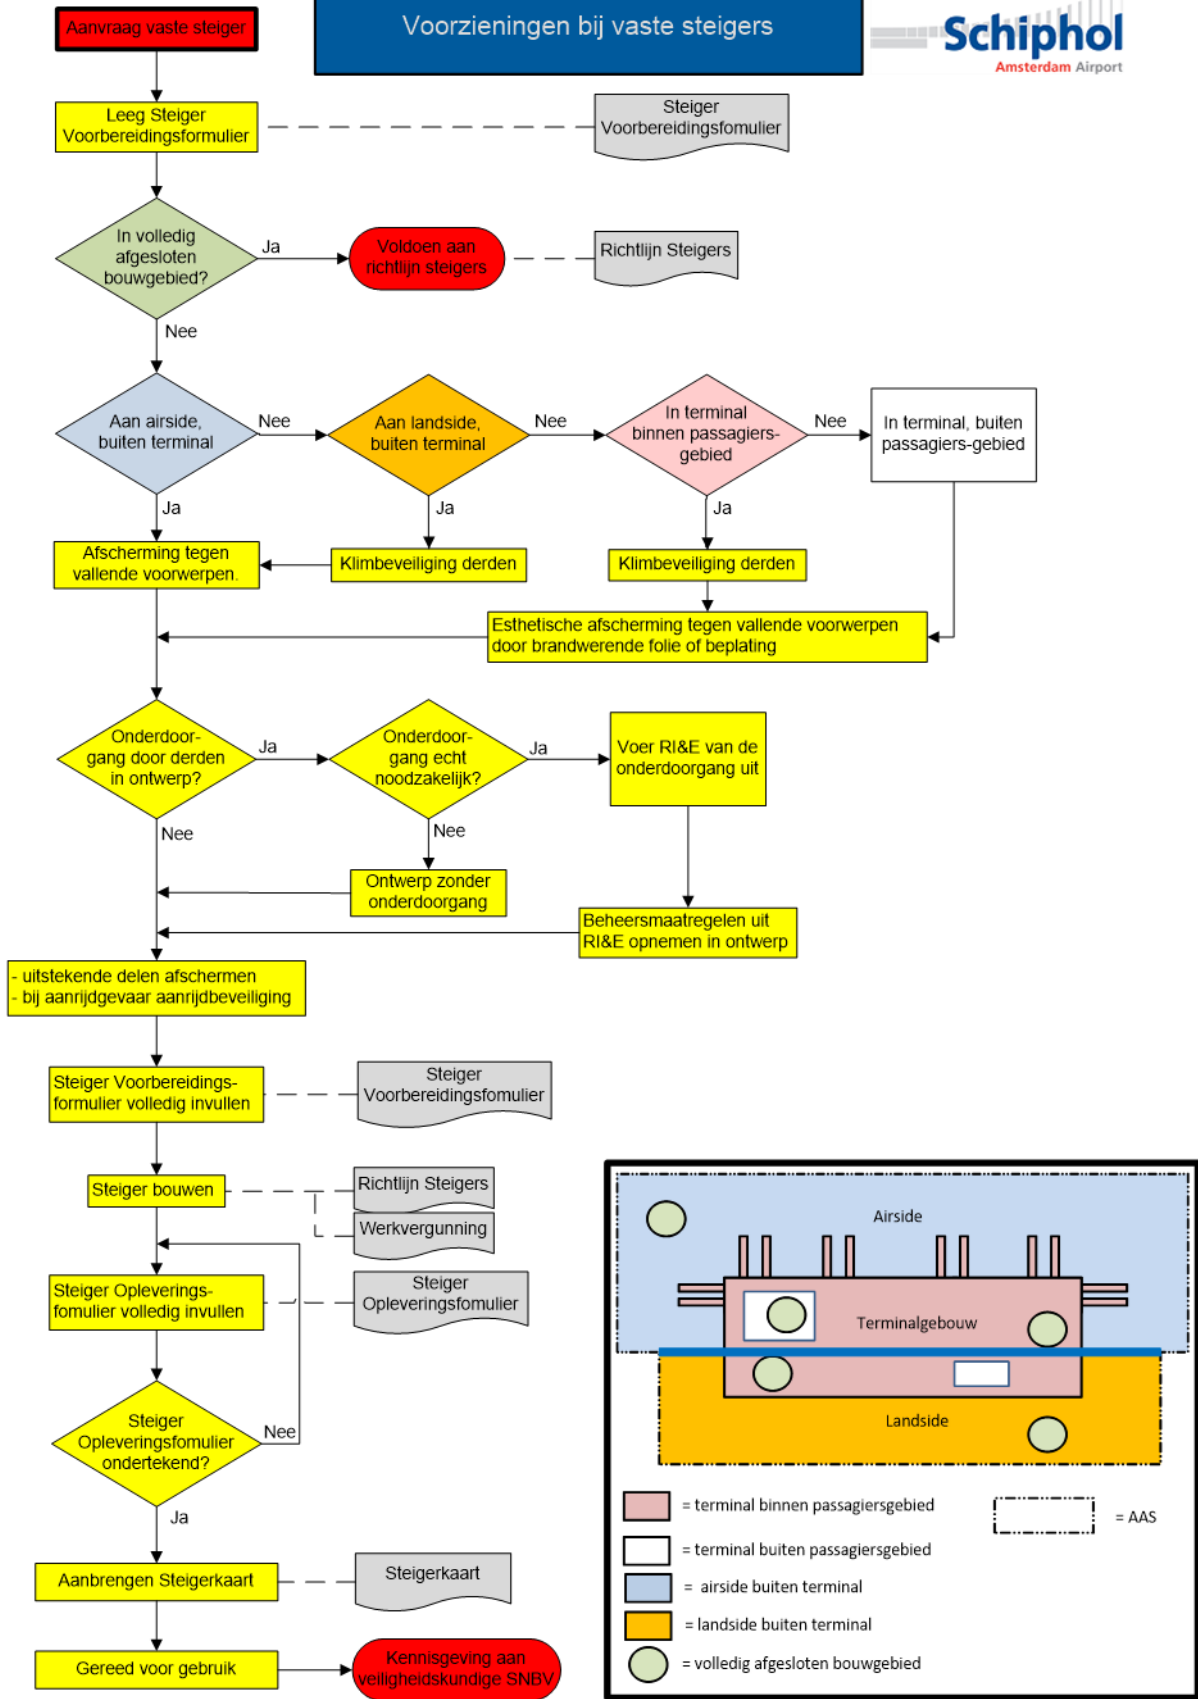 Aanvraag vaste steiger
Voorzieningen bij vaste steigers
Schiphol
Amsterdam Airport
Leeg Steiger
Voorbereidingsformulier
Steiger
Voorbereidingsfomulier
In volledig
afgesloten
bouwgebied?
Ja
Voldoen aan
richtlijn steigers
Richtlijn Steigers
Nee
Aan airside,
buiten terminal
Nee
Aan landside,
buiten terminal
Nee
In terminal
binnen passagiers-
gebied
Nee
In terminal, buiten
passagiers-gebied
Ja
Ja
Ja
Afscherming tegen
vallende voorwerpen.
Klimbeveiliging derden
Klimbeveiliging derden
Esthetische afscherming tegen vallende voorwerpen
door brandwerende folie of beplating
Onderdoor-
gang door derden
in ontwerp?
Ja
Onderdoor-
gang echt
noodzakelijk?
Ja
Voer RI&E van de
onderdoorgang uit
Nee
Nee
Ontwerp zonder
onderdoorgang
Beheersmaatregelen uit
RI&E opnemen in ontwerp
- uitstekende delen afschermen
- bij aanrijdgevaar aanrijdbeveiliging
Steiger Voorbereidings-
formulier volledig invullen
Steiger
Voorbereidingsfomulier
Steiger bouwen
Richtlijn Steigers
Werkvergunning
Steiger Opleverings-
fomulier volledig invullen
Steiger
Opleveringsfomulier
Steiger
Opleveringsfomulier
ondertekend?
Nee
Ja
Aanbrengen Steigerkaart
Steigerkaart
Gereed voor gebruik
Kennisgeving aan
veiligheidskundige SNBV
Airside
Terminalgebouw
Landside
= terminal binnen passagiersgebied
= AAS
= terminal buiten passagiersgebied
= airside buiten terminal
= landside buiten terminal
= volledig afgesloten bouwgebied